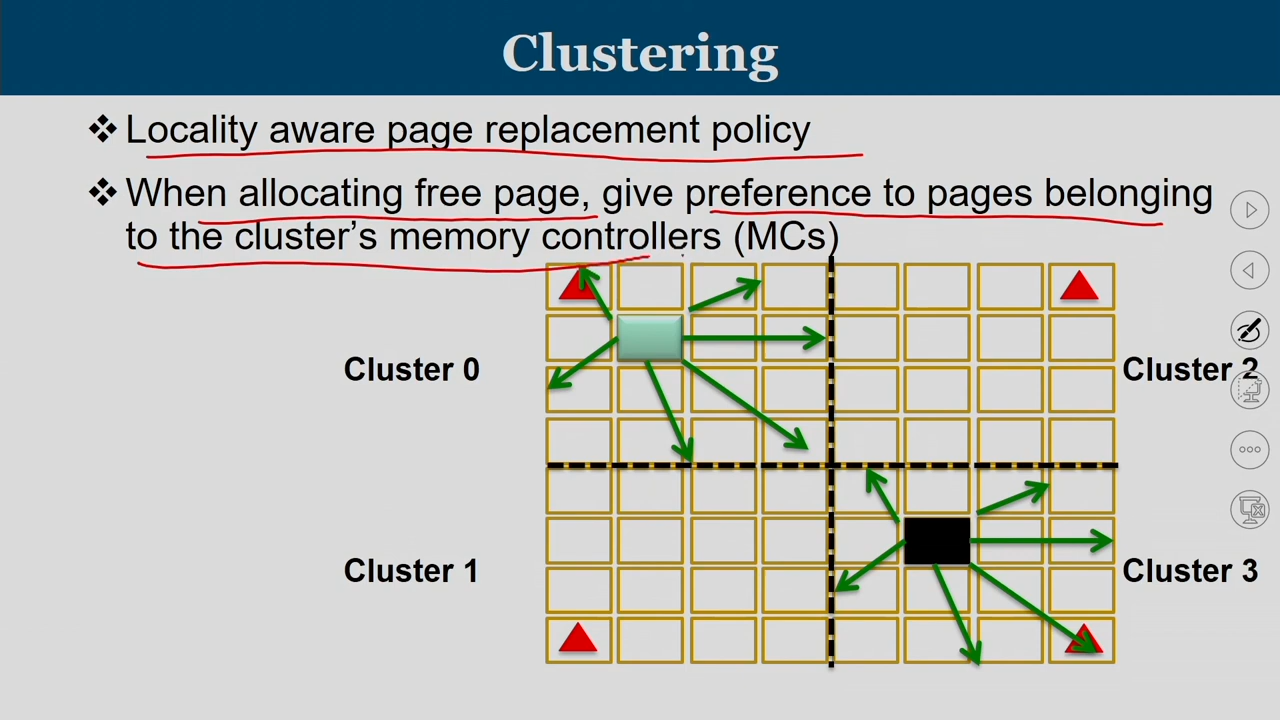 Clustering
❖ Locality aware page replacement policy
❖ When allocating free page, give preference to pages belonging
to the cluster's memory controllers (MCs)
Cluster 0
Cluster 2
Cluster 1
Cluster 3